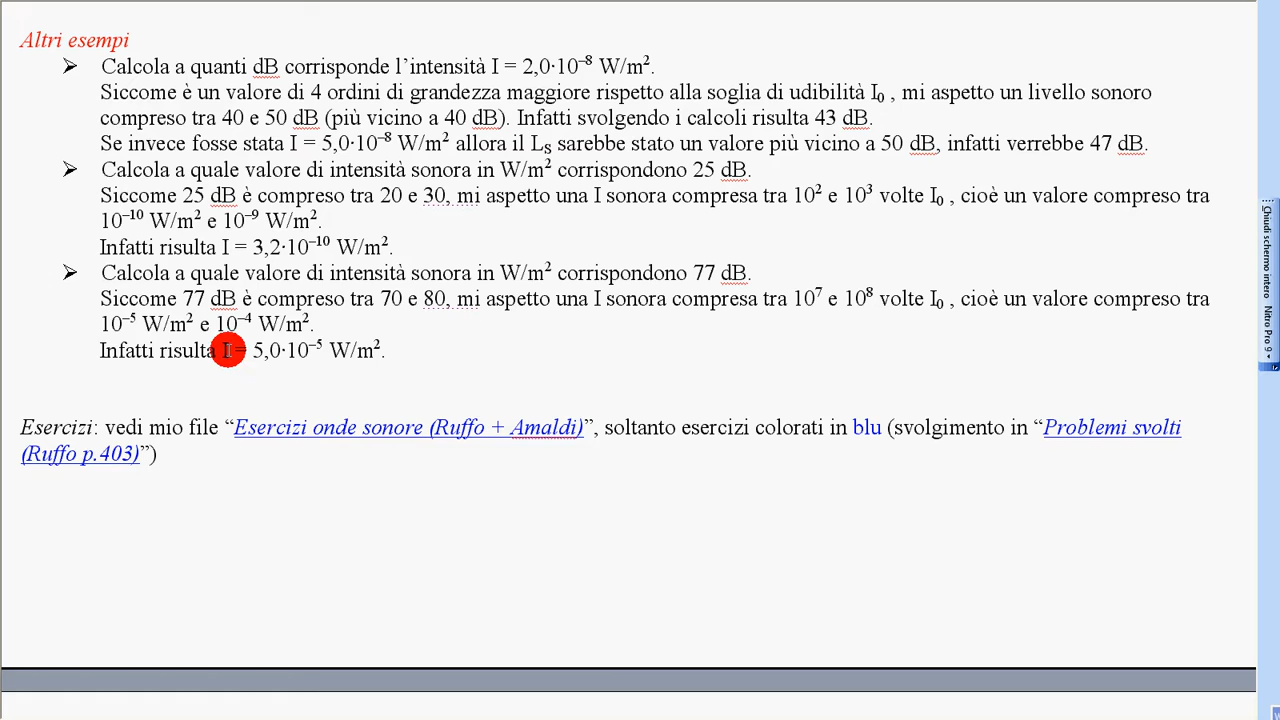 Altri esempi
➢ Calcola a quanti dB corrisponde l’intensità I = 2,0·10⁻⁸ W/m².
Siccome è un valore di 4 ordini di grandezza maggiore rispetto alla soglia di udibilità I₀ , mi aspetto un livello sonoro
compreso tra 40 e 50 dB (più vicino a 40 dB). Infatti svolgendo i calcoli risulta 43 dB.
Se invece fosse stata I = 5,0·10⁻⁸ W/m² allora il Lₛ sarebbe stato un valore più vicino a 50 dB, infatti verrebbe 47 dB.
➢ Calcola a quale valore di intensità sonora in W/m² corrispondono 25 dB.
Siccome 25 dB è compreso tra 20 e 30, mi aspetto una I sonora compresa tra 10² e 10³ volte I₀ , cioè un valore compreso tra
10⁻¹⁰ W/m² e 10⁻⁹ W/m².
Infatti risulta I = 3,2·10⁻¹⁰ W/m².
➢ Calcola a quale valore di intensità sonora in W/m² corrispondono 77 dB.
Siccome 77 dB è compreso tra 70 e 80, mi aspetto una I sonora compresa tra 10⁷ e 10⁸ volte I₀ , cioè un valore compreso tra
10⁻⁵ W/m² e 10⁻⁴ W/m².
Infatti risulta I = 5,0·10⁻⁵ W/m².
Esercizi: vedi mio file “Esercizi onde sonore (Ruffo + Amaldi)”, soltanto esercizi colorati in blu (svolgimento in “Problemi svolti
(Ruffo p.403)”)
Chiudi schermo intero
Nitro Pro 9